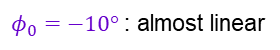 ϕ₀ = −10° : almost linear